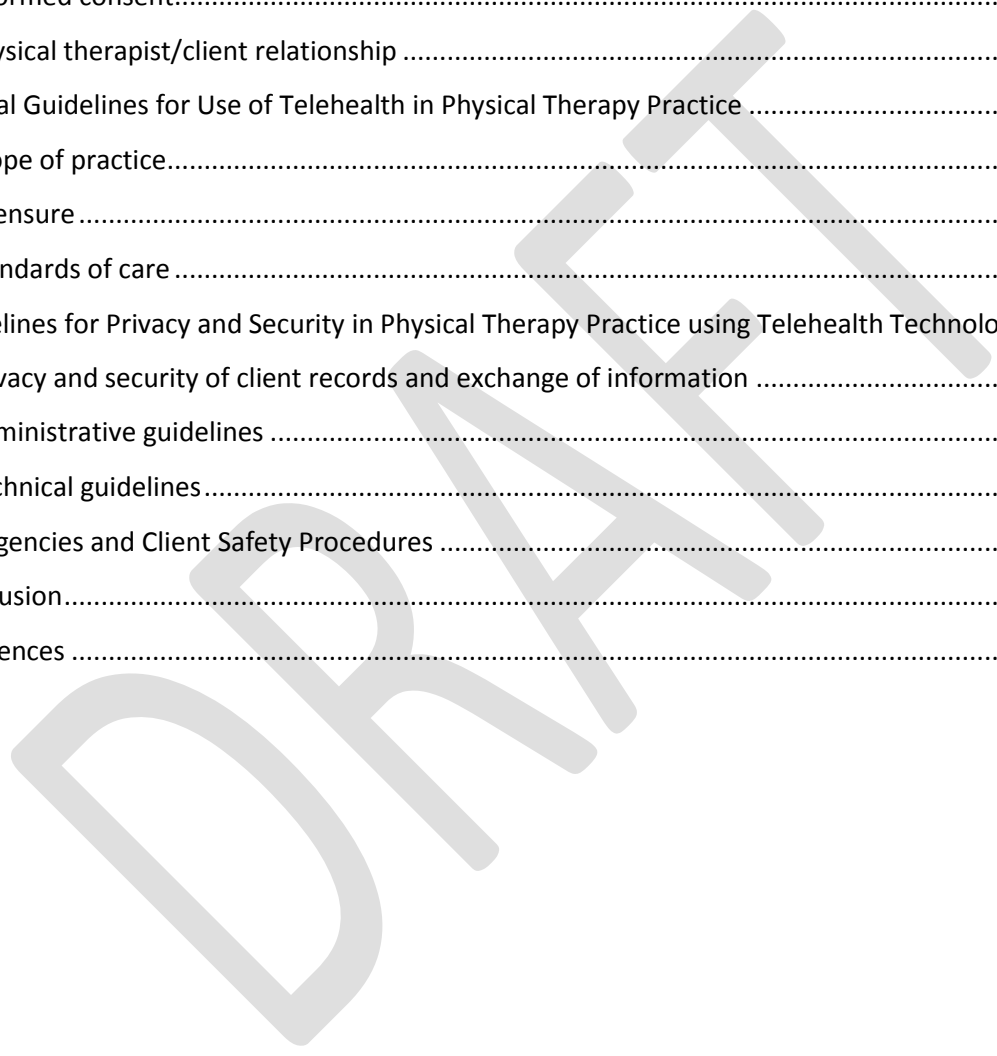 ormed consent..........................................................................................
ysical therapist/client relationship ..........................................................................................
al Guidelines for Use of Telehealth in Physical Therapy Practice ........................................
ope of practice..........................................................................................
ensure..........................................................................................
ndards of care ..........................................................................................
elines for Privacy and Security in Physical Therapy Practice using Telehealth Technolo
vacy and security of client records and exchange of information ........................................
ministrative guidelines ..........................................................................................
chnical guidelines..........................................................................................
gencies and Client Safety Procedures ..........................................................................................
usion..........................................................................................
ences ..........................................................................................
DRAFT